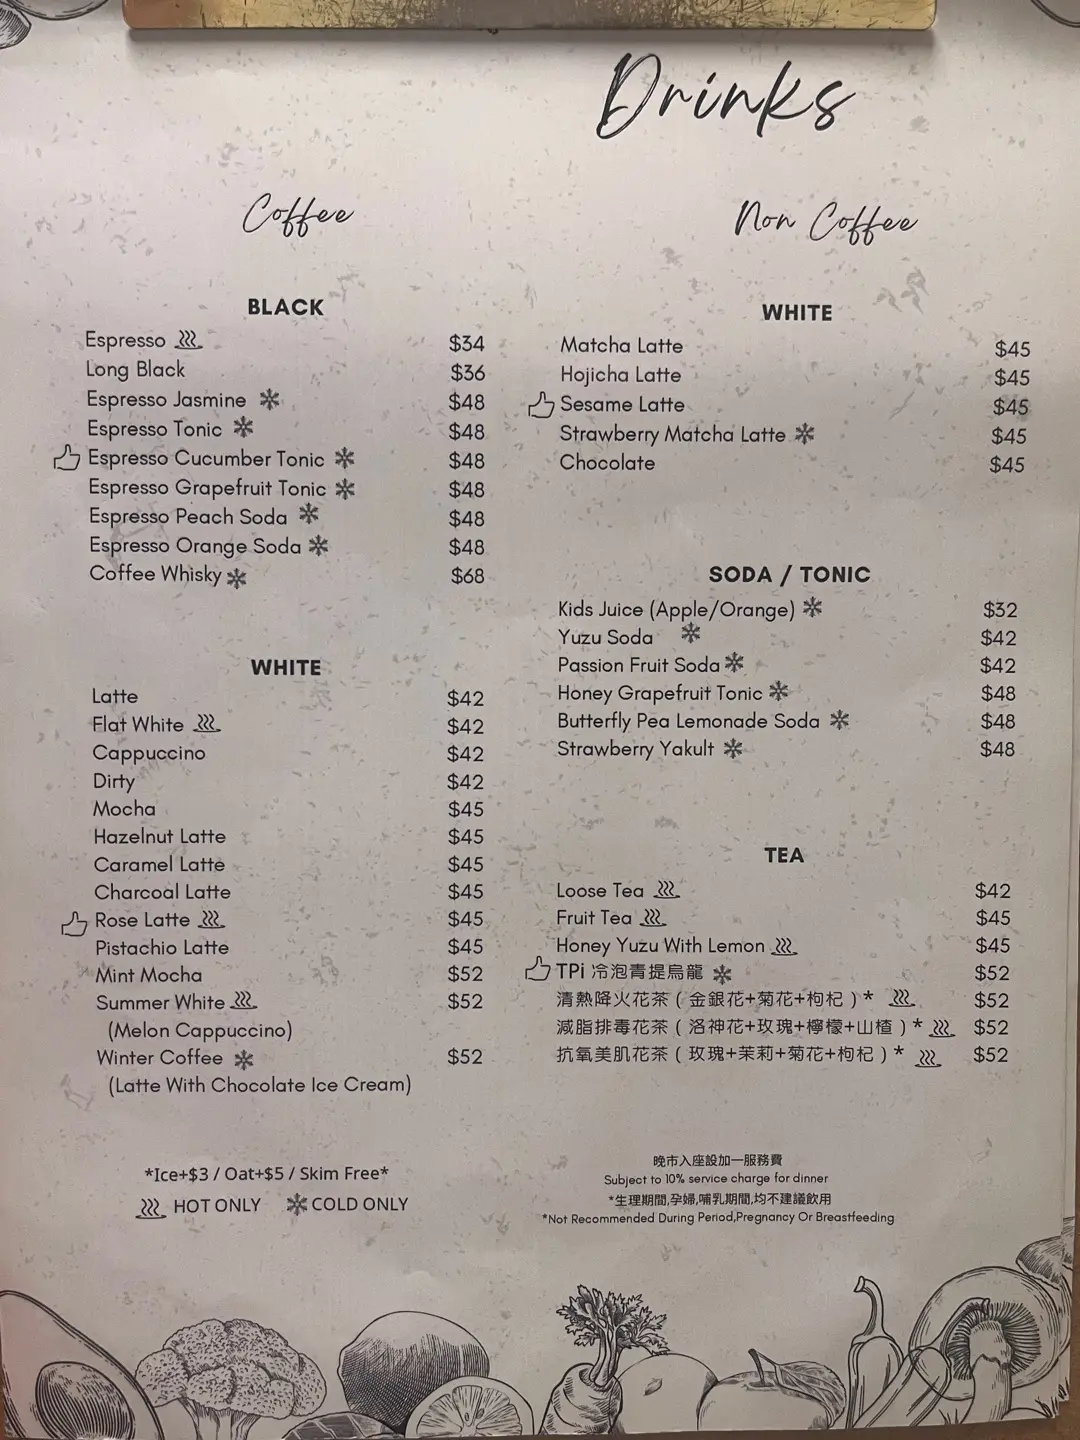 Drinks
Coffee
BLACK
Espresso $34
Long Black $36
Espresso Jasmine $48
Espresso Tonic $48
Espresso Cucumber Tonic $48
Espresso Grapefruit Tonic $48
Espresso Peach Soda $48
Espresso Orange Soda $48
Coffee Whisky $68
WHITE
Latte $42
Flat White $42
Cappuccino $42
Dirty $42
Mocha $45
Hazelnut Latte $45
Caramel Latte $45
Charcoal Latte $45
Rose Latte $45
Pistachio Latte $45
Mint Mocha $52
Summer White $52
(Melon Cappuccino)
Winter Coffee $52
(Latte With Chocolate Ice Cream)
*Ice+$3 / Oat+$5 / Skim Free*
HOT ONLY COLD ONLY
Non Coffee
WHITE
Matcha Latte $45
Hojicha Latte $45
Sesame Latte $45
Strawberry Matcha Latte $45
Chocolate $45
SODA / TONIC
Kids Juice (Apple/Orange) $32
Yuzu Soda $42
Passion Fruit Soda $42
Honey Grapefruit Tonic $48
Butterfly Pea Lemonade Soda $48
Strawberry Yakult $48
TEA
Loose Tea $42
Fruit Tea $45
Honey Yuzu With Lemon $45
TPi 冷泡青提烏龍 $52
清熱降火花茶 ( 金銀花+菊花+枸杞 ) * $52
減脂排毒花茶 ( 洛神花+玫瑰+檸檬+山楂 ) * $52
抗氧美肌花茶 ( 玫瑰+茉莉+菊花+枸杞 ) * $52
晚市入座設加一服務費
Subject to 10% service charge for dinner
*生理期間,孕婦,哺乳期間,均不建議飲用
*Not Recommended During Period,Pregnancy Or Breastfeeding